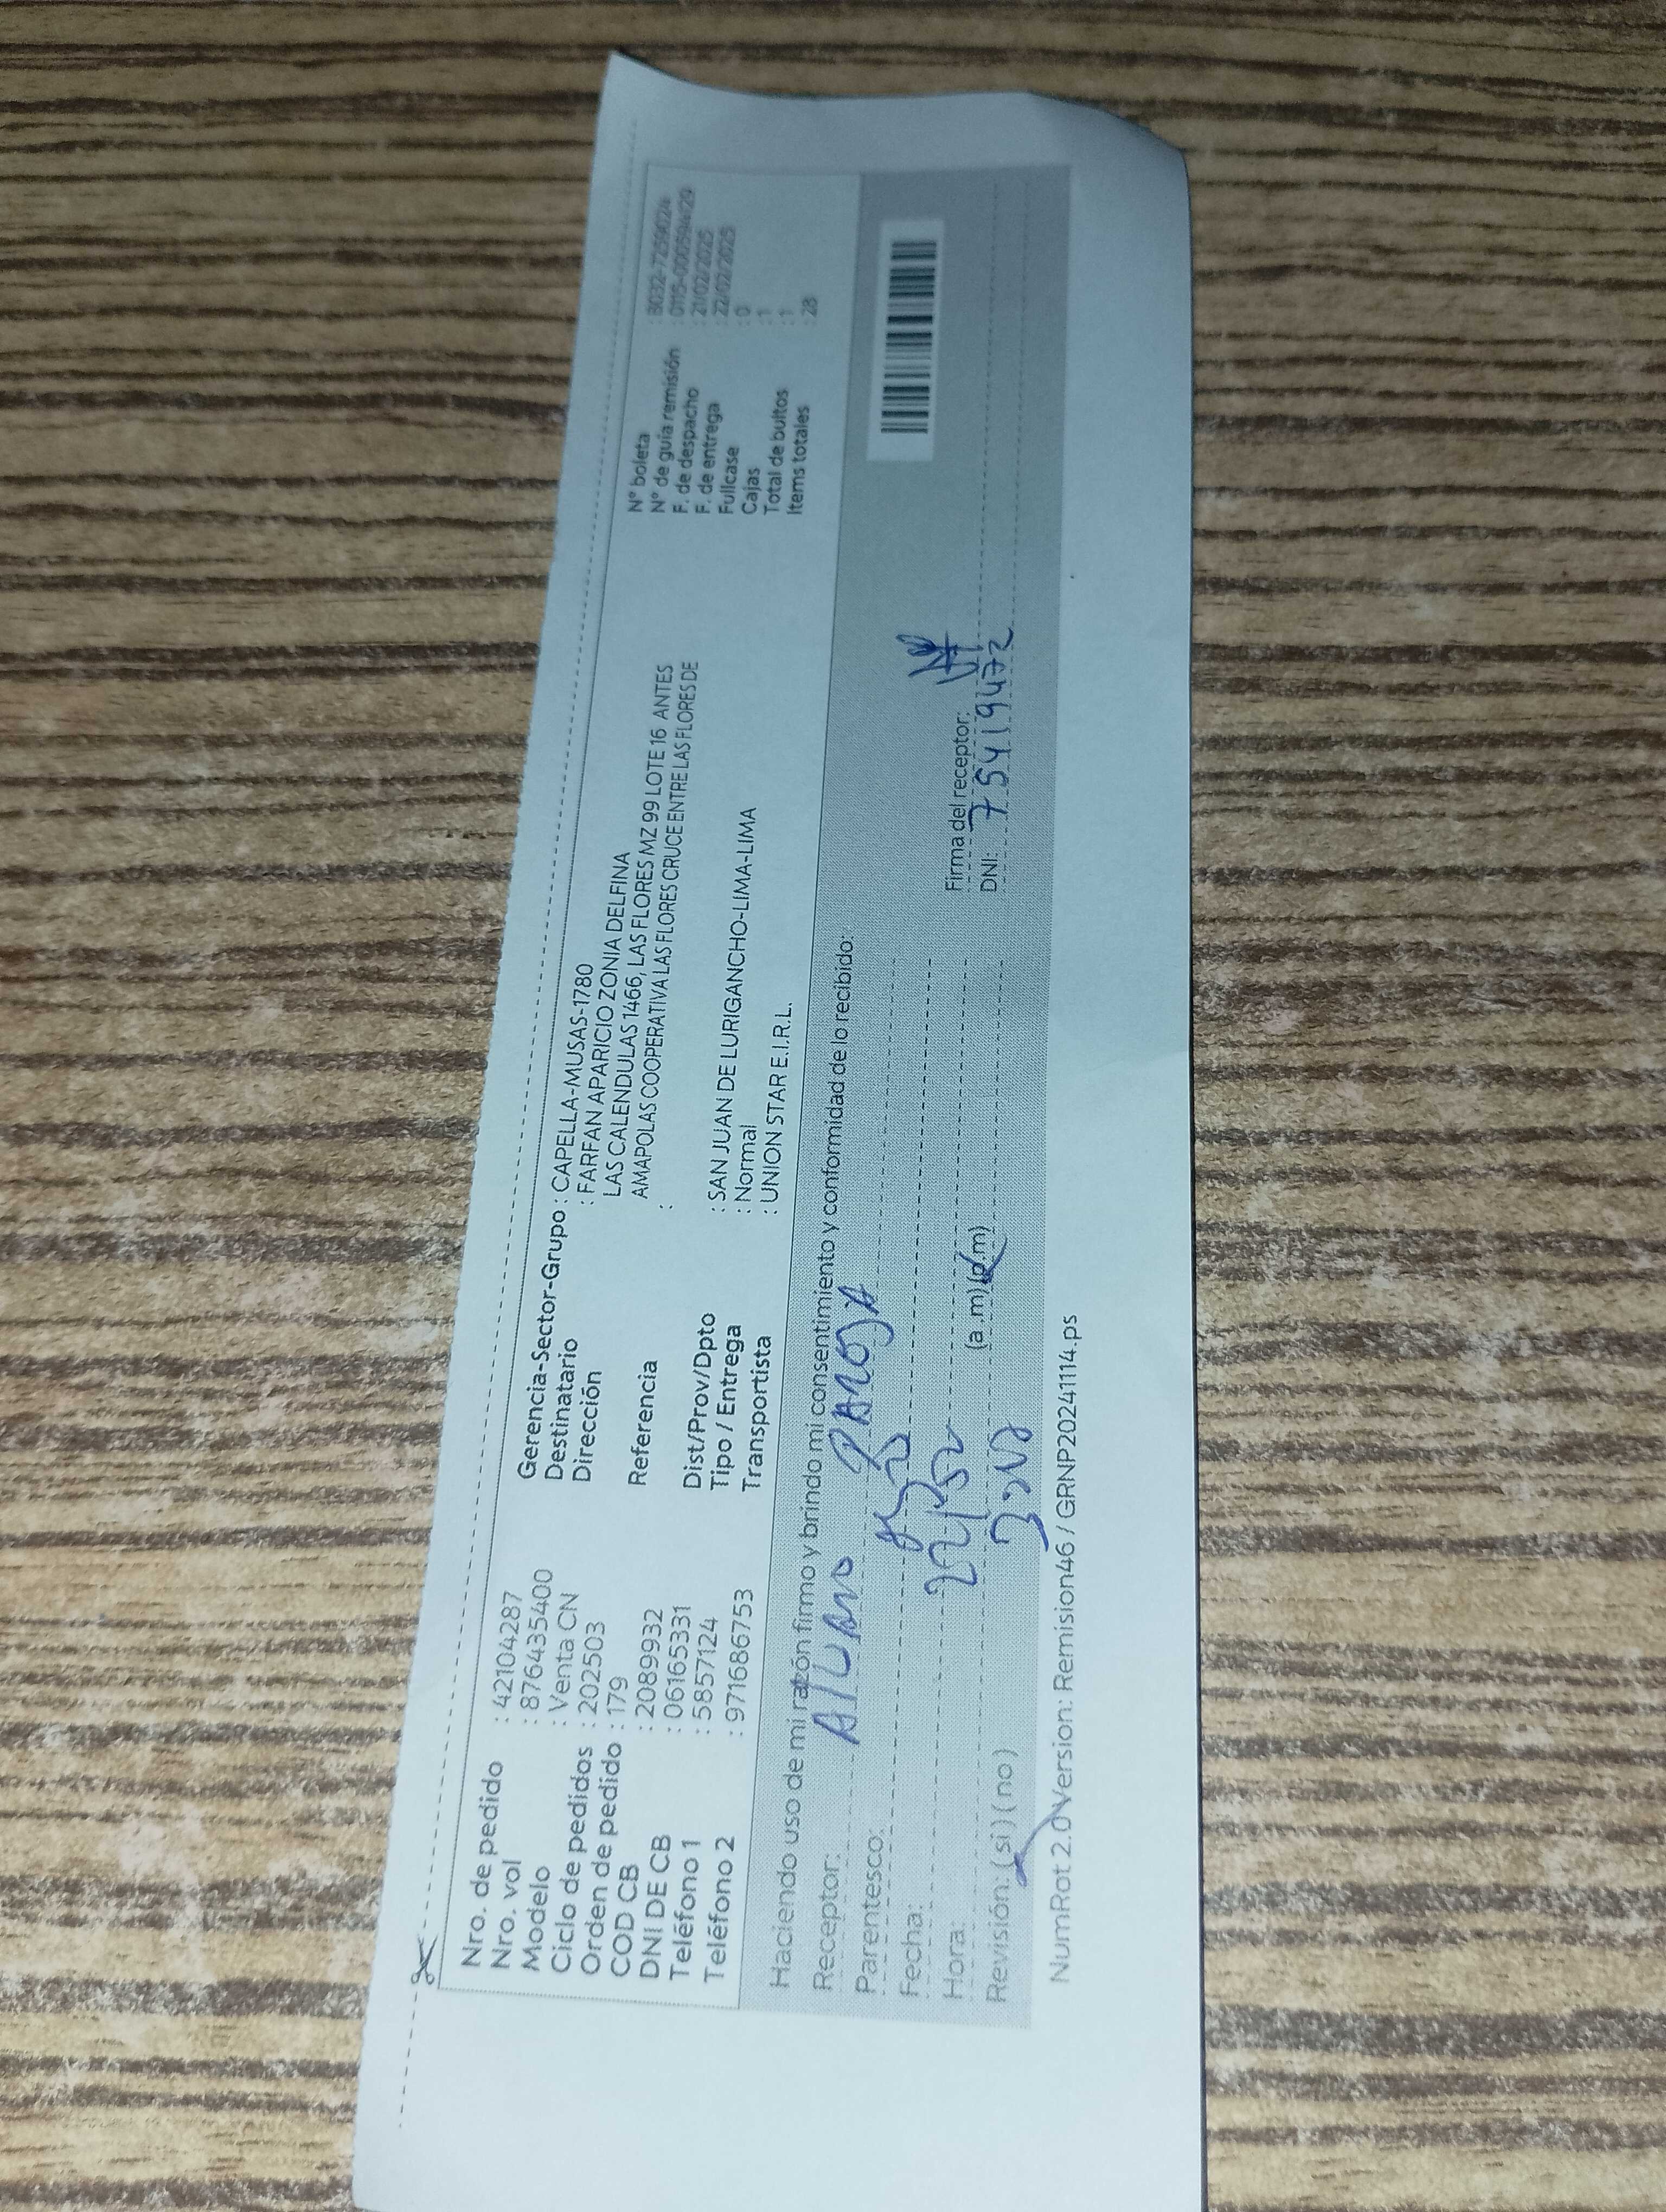 Nro. de pedido : 42104287
Nro. vol : 8764354​00
Modelo : Venta CN
Ciclo de pedidos : 202503
Orden de pedido : 179
COD CB : 2089932
DNI DE CB : 06165331
Teléfono 1 : 5857124
Teléfono 2 : 971686753
Gerencia-Sector-Grupo : CAPELLA-MUSAS-1780
Destinatario : FARFAN APARICIO ZONIA DELFINA
Dirección LAS CALENDULAS 1466, LAS FLORES MZ 99 LOTE 16 ANTES
AMAPOLAS COOPERATIVA LAS FLORES CRUCE ENTRE LAS FLORES DE
Referencia :
Dist/Prov/Dpto : SAN JUAN DE LURIGANCHO-LIMA-LIMA
Tipo / Entrega : Normal
Transportista : UNION STAR E.I.R.L.
N° boleta
N° de guía remisión
F. de despacho : 21/02/2025
F. de entrega : 22/02/2025
Fullcase : 0
Cajas : 1
Total de bultos : 1
Items totales : 28
Haciendo uso de mi razón firmo y brindo mi consentimiento y conformidad de lo recibido:
Receptor:
Parentesco:
Fecha:
Hora: (a .m) (p.m)
Revisión: (si) (no)
Firma del receptor:
DNI: 75419472
NumRot 2.0 Version: Remision46 / GRNP20241114.ps